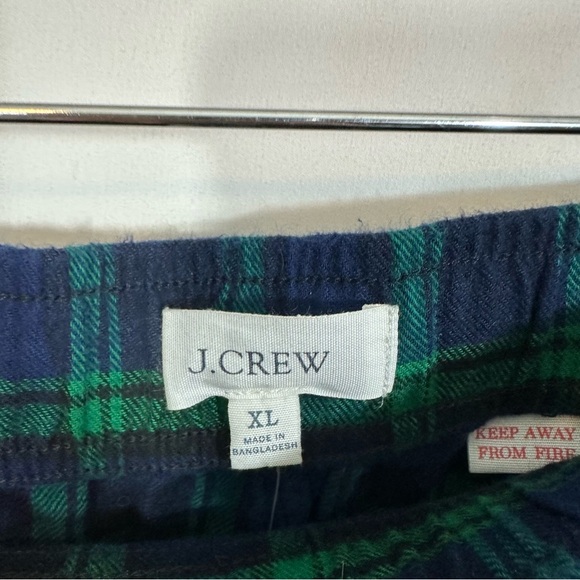 J.CREW
XL
MADE IN
BANGLADESH
KEEP AWAY
FROM FIRE